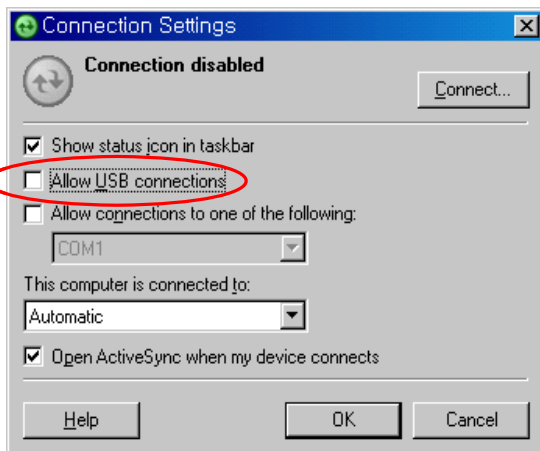 Connection Settings
Connection disabled
Connect...
Show status icon in taskbar
Allow USB connections
Allow connections to one of the following:
COM1
This computer is connected to:
Automatic
Open ActiveSync when my device connects
Help OK Cancel